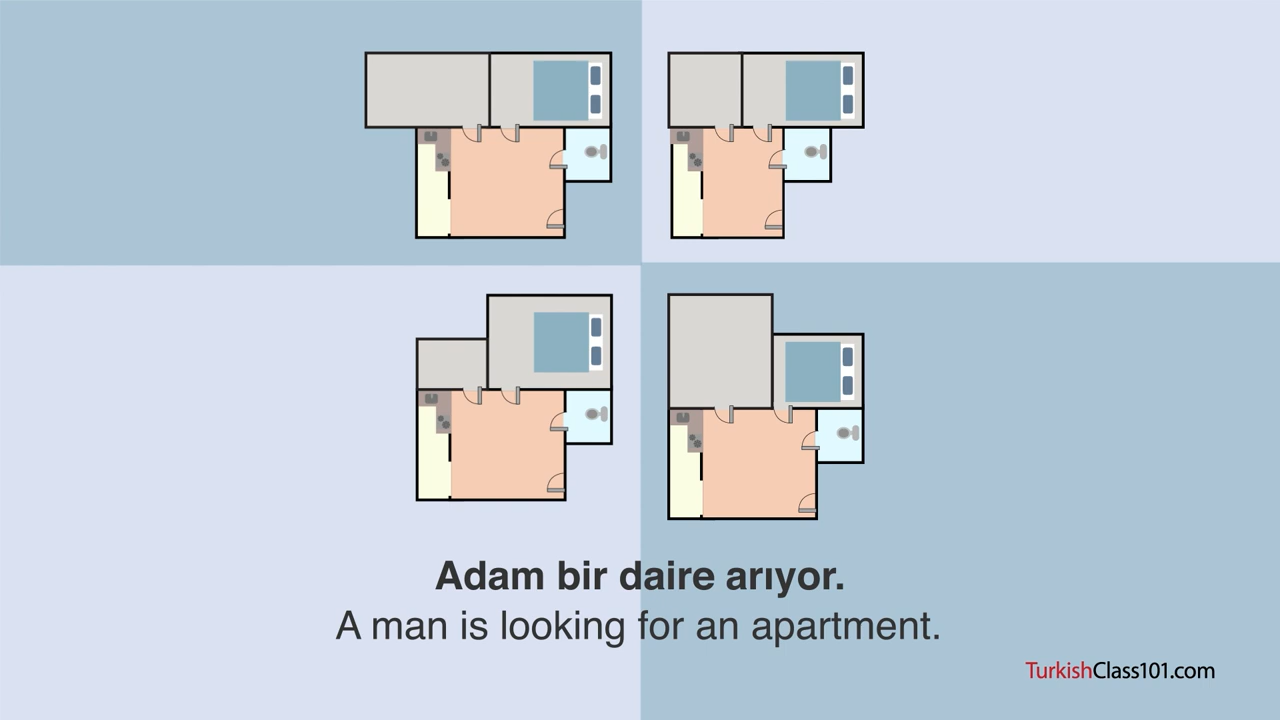 Adam bir daire arıyor.
A man is looking for an apartment.
TurkishClass101.com